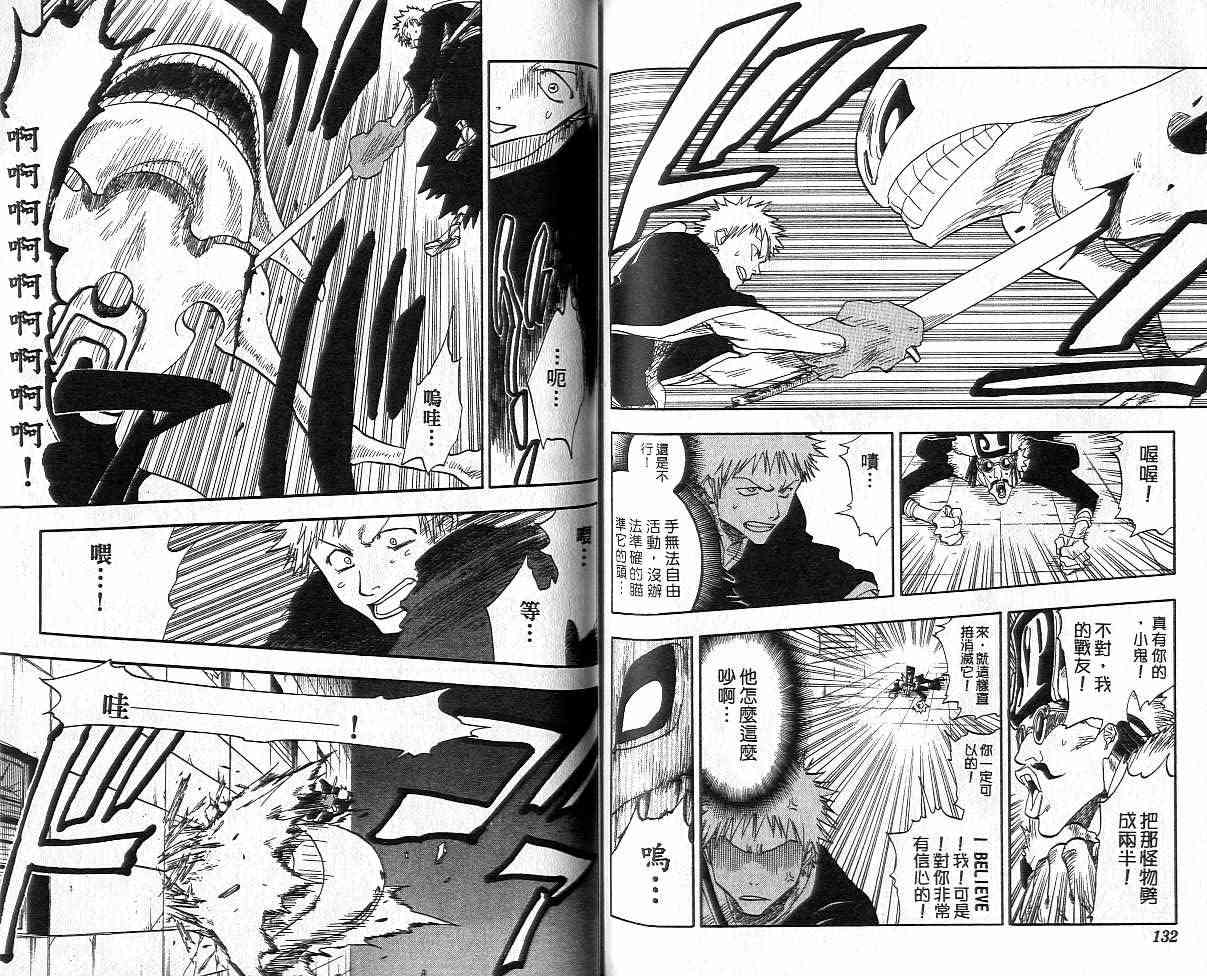 喔喔！
嘖…
手無法自由
活動，沒辦
法準確的瞄
準它的頭…
還是不
行！
真有你的
，小鬼！
不對，我
的戰友！
把那怪物劈
成兩半！
來，就這樣直
接消滅它！
你一定可
以的！
I BELIEVE
！我！可是
！對你非常
有信心的！
他怎麼這麼
吵啊…
嗚…
132
…呃…
嗚哇…
啊啊啊啊啊啊啊啊啊！
喂…
等…
喂…！
哇——！